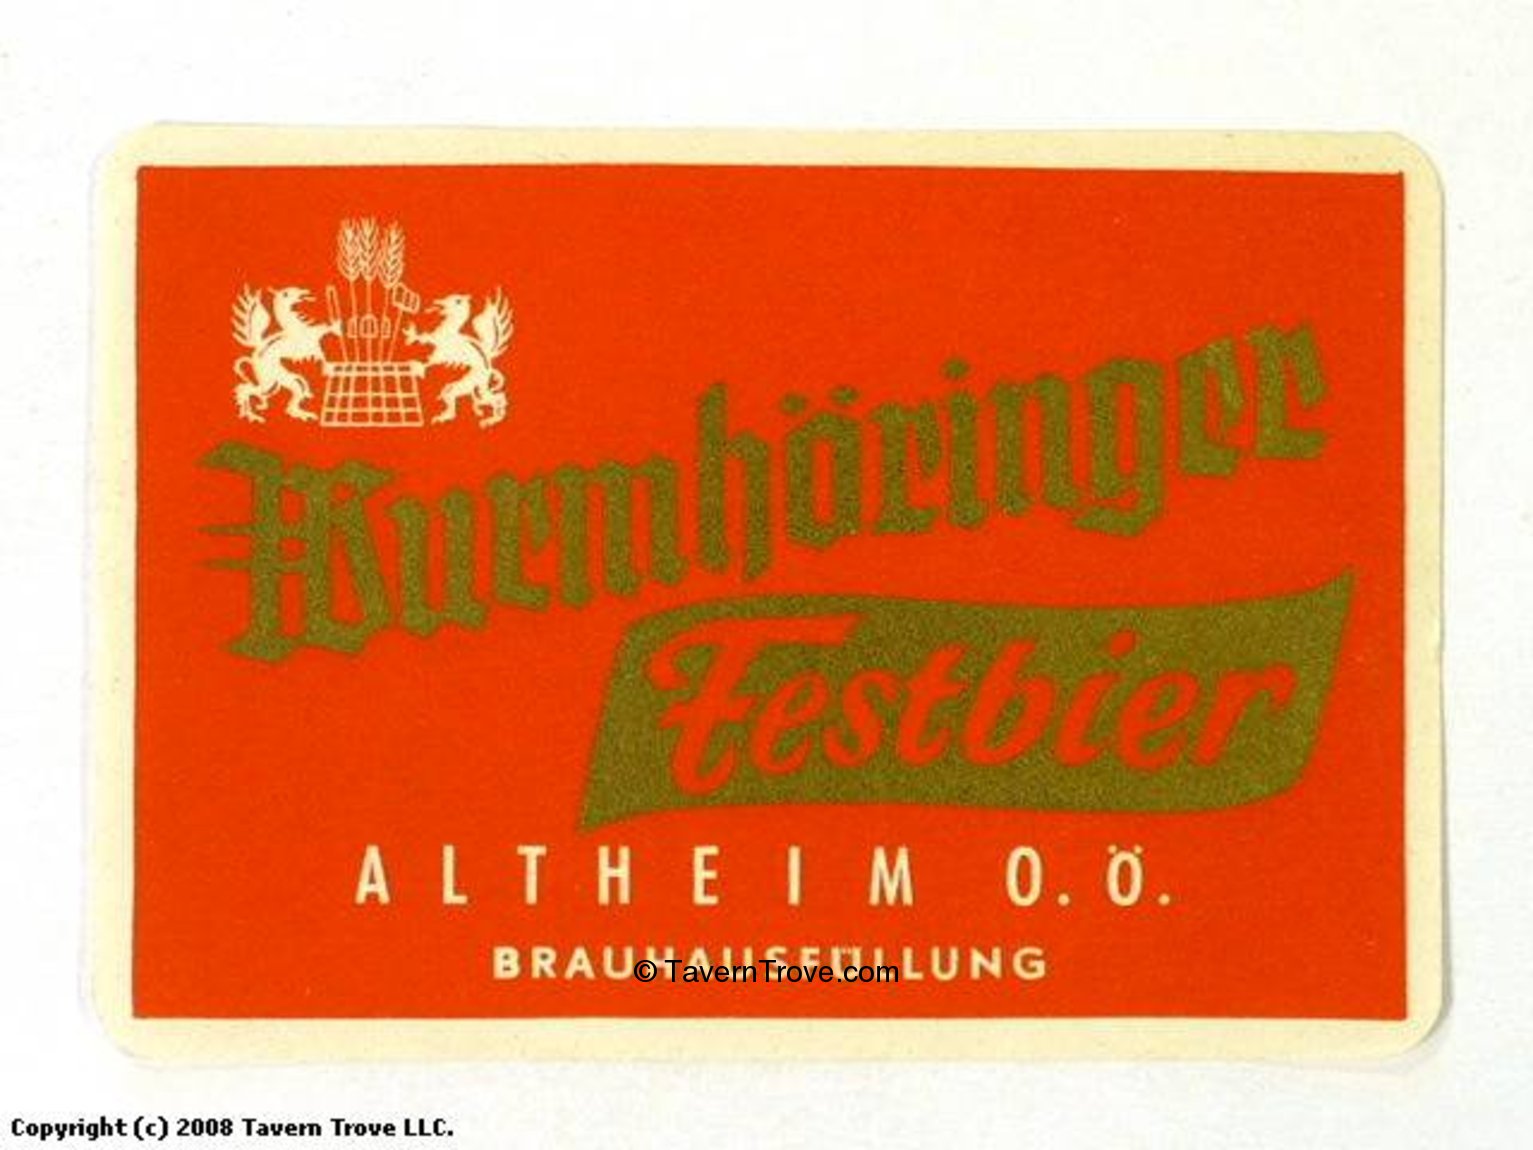 Wurmhöringer
Festbier
ALTHEIM O.Ö.
BRAUHAUSFÜLLUNG
© TavernTrove.com
Copyright (c) 2008 Tavern Trove LLC.